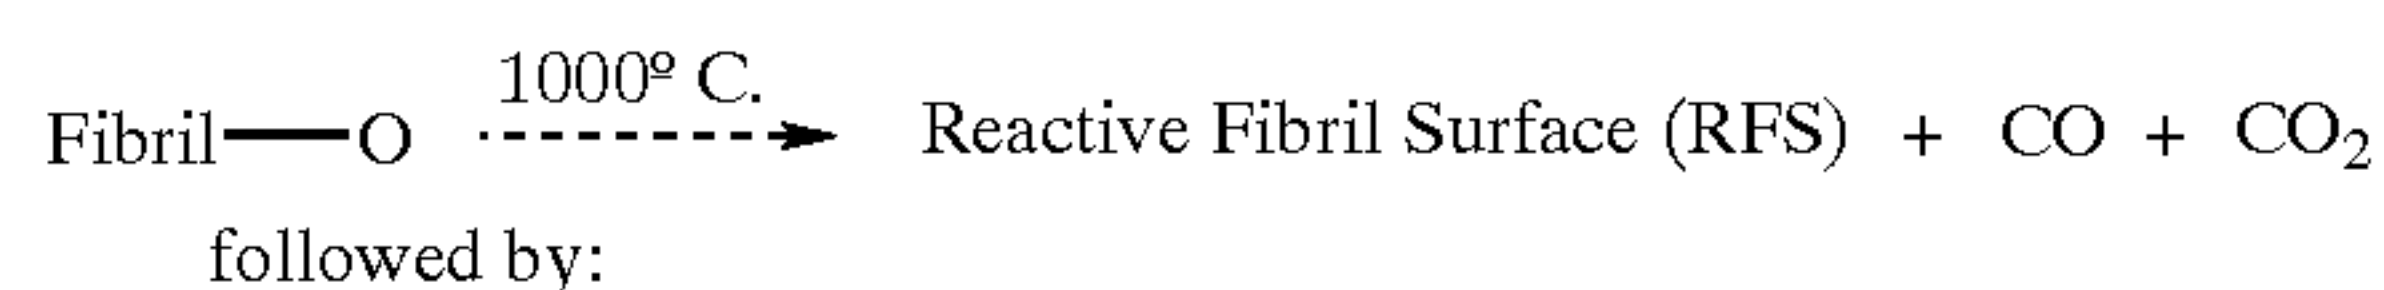 1000º C.
Fibril—O ⇢ Reactive Fibril Surface (RFS) + CO + CO₂
followed by: